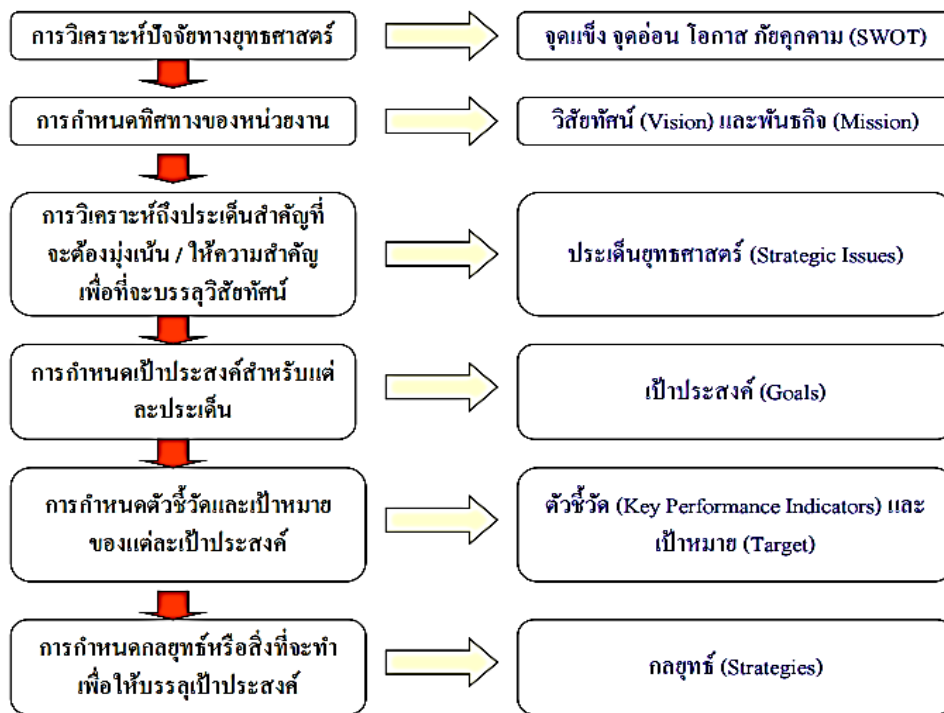 การวิเคราะห์ปัจจัยทางยุทธศาสตร์
จุดแข็ง จุดอ่อน โอกาส ภัยคุกคาม (SWOT)
การกำหนดทิศทางของหน่วยงาน
วิสัยทัศน์ (Vision) และพันธกิจ (Mission)
การวิเคราะห์ถึงประเด็นสำคัญที่
จะต้องมุ่งเน้น / ให้ความสำคัญ
เพื่อที่จะบรรลุวิสัยทัศน์
ประเด็นยุทธศาสตร์ (Strategic Issues)
การกำหนดเป้าประสงค์สำหรับแต่
ละประเด็น
เป้าประสงค์ (Goals)
การกำหนดตัวชี้วัดและเป้าหมาย
ของแต่ละเป้าประสงค์
ตัวชี้วัด (Key Performance Indicators) และ
เป้าหมาย (Target)
การกำหนดกลยุทธ์หรือสิ่งที่จะทำ
เพื่อให้บรรลุเป้าประสงค์
กลยุทธ์ (Strategies)